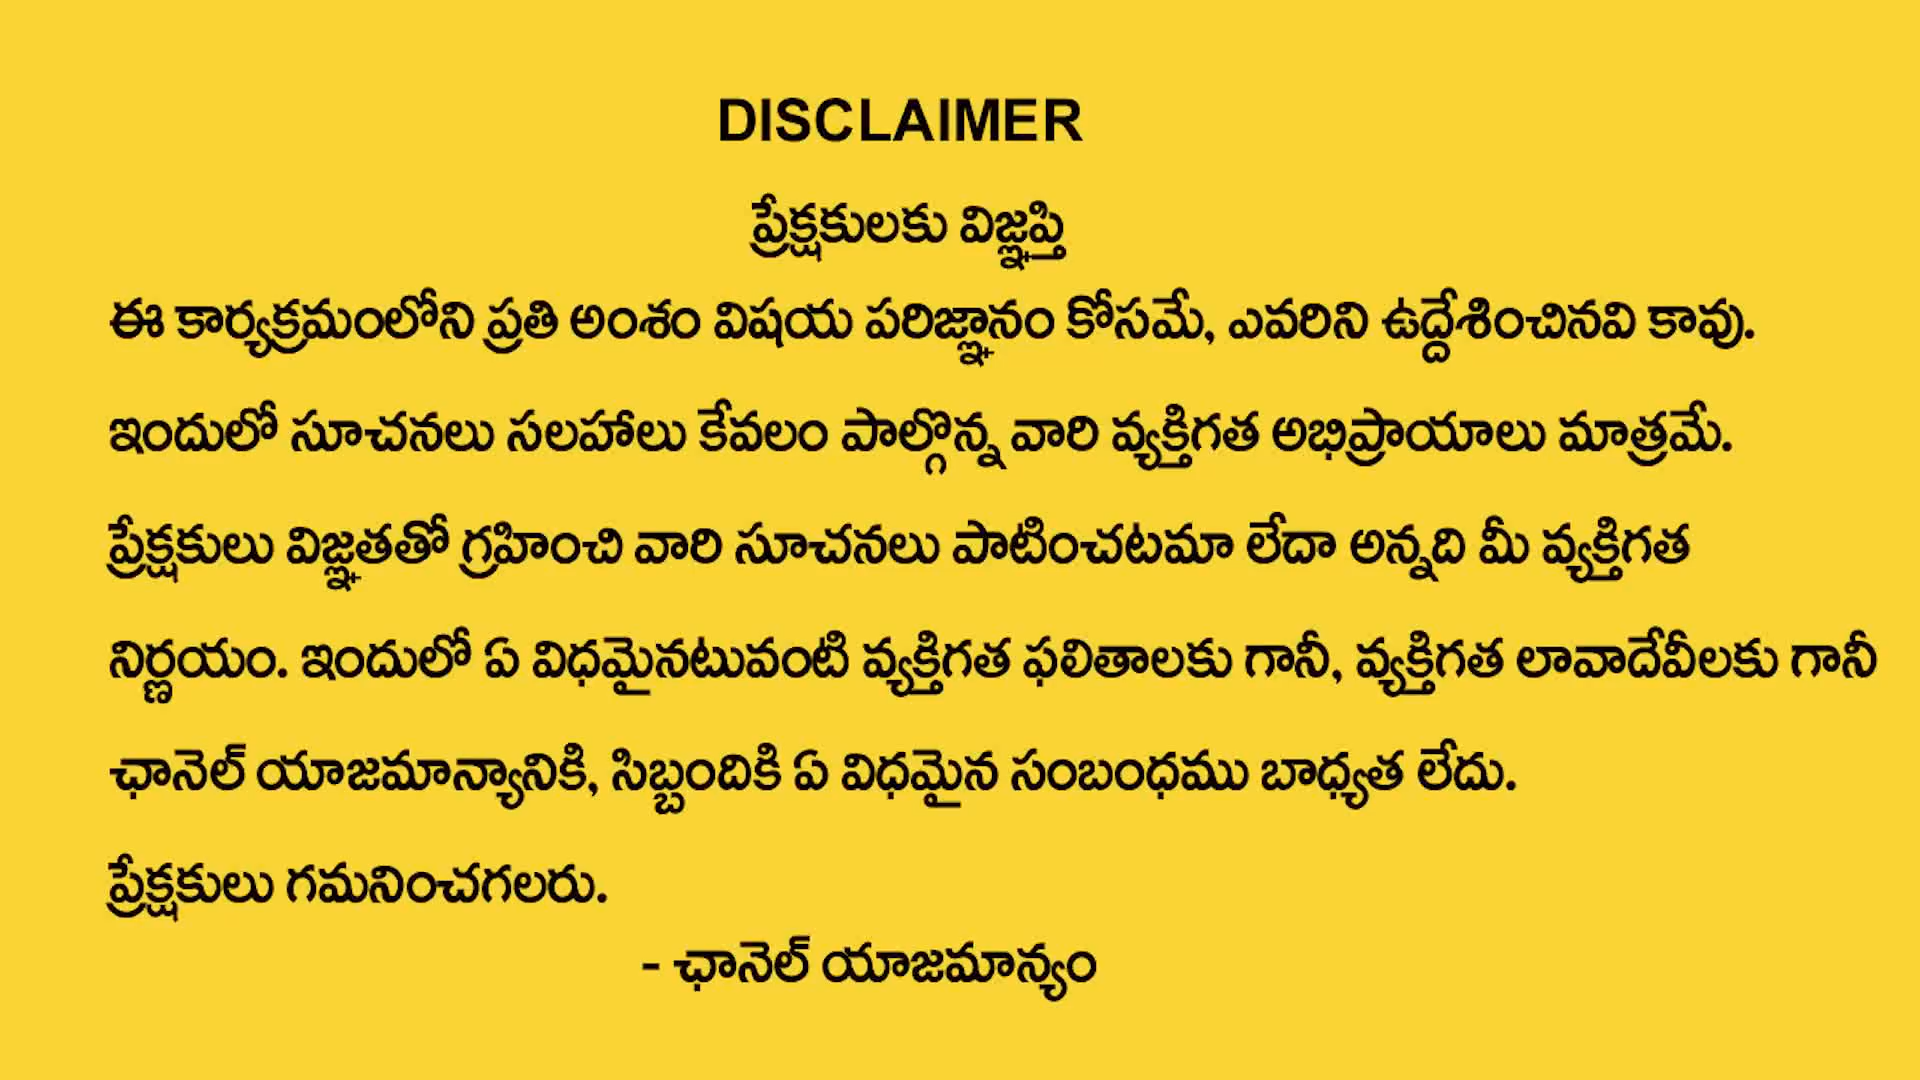 DISCLAIMER
ప్రేక్షకులకు విజ్ఞప్తి
ఈ కార్యక్రమంలోని ప్రతి అంశం విషయ పరిజ్ఞానం కోసమే, ఎవరిని ఉద్దేశించినవి కావు.
ఇందులో సూచనలు సలహాలు కేవలం పాల్గొన్న వారి వ్యక్తిగత అభిప్రాయాలు మాత్రమే.
ప్రేక్షకులు విజ్ఞతతో గ్రహించి వారి సూచనలు పాటించటమా లేదా అన్నది మీ వ్యక్తిగత
నిర్ణయం. ఇందులో ఏ విధమైనటువంటి వ్యక్తిగత ఫలితాలకు గానీ, వ్యక్తిగత లావాదేవీలకు గానీ
ఛానెల్ యాజమాన్యానికి, సిబ్బందికి ఏ విధమైన సంబంధము బాధ్యత లేదు.
ప్రేక్షకులు గమనించగలరు.
- ఛానెల్ యాజమాన్యం